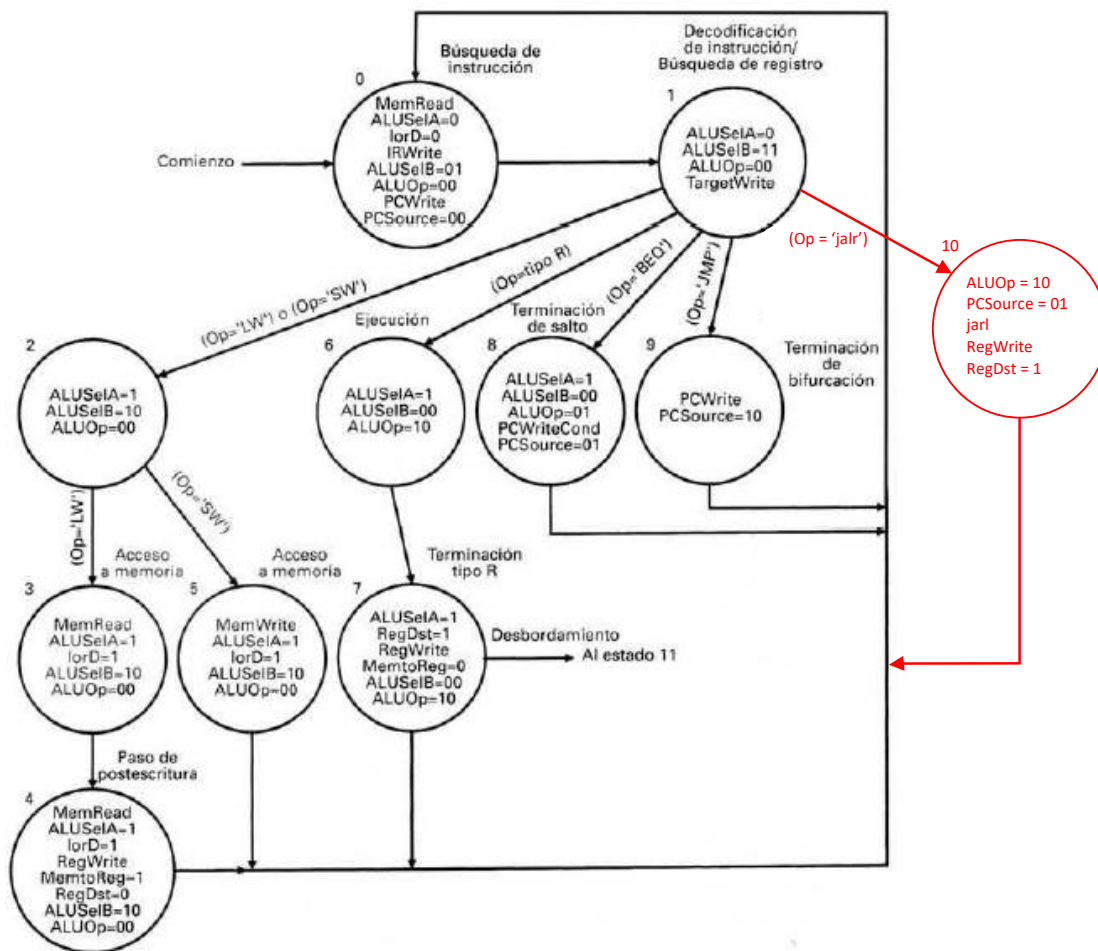 Búsqueda de
instrucción
Decodificación
de instrucción/
Búsqueda de registro
0
MemRead
ALUSelA=0
IorD=0
IRWrite
ALUSelB=01
ALUOp=00
PCWrite
PCSource=00
Comienzo
1
ALUSelA=0
ALUSelB=11
ALUOp=00
TargetWrite
(Op = 'jalr')
10
ALUOp = 10
PCSource = 01
jarl
RegWrite
RegDst = 1
(Op='LW') o (Op='SW')
(Op=tipo R)
(Op='BEQ')
(Op='JMP')
2
ALUSelA=1
ALUSelB=10
ALUOp=00
Ejecución
6
ALUSelA=1
ALUSelB=00
ALUOp=10
Terminación
de salto
8
ALUSelA=1
ALUSelB=00
ALUOp=01
PCWriteCond
PCSource=01
9
PCWrite
PCSource=10
Terminación
de
bifurcación
(Op='LW')
(Op='SW')
Acceso
a memoria
3
MemRead
ALUSelA=1
IorD=1
ALUSelB=10
ALUOp=00
Acceso
a memoria
5
MemWrite
ALUSelA=1
IorD=1
ALUSelB=10
ALUOp=00
Terminación
tipo R
7
ALUSelA=1
RegDst=1
RegWrite
MemtoReg=0
ALUSelB=00
ALUOp=10
Desbordamiento
Al estado 11
Paso de
postescritura
4
MemRead
ALUSelA=1
IorD=1
RegWrite
MemtoReg=1
RegDst=0
ALUSelB=10
ALUOp=00